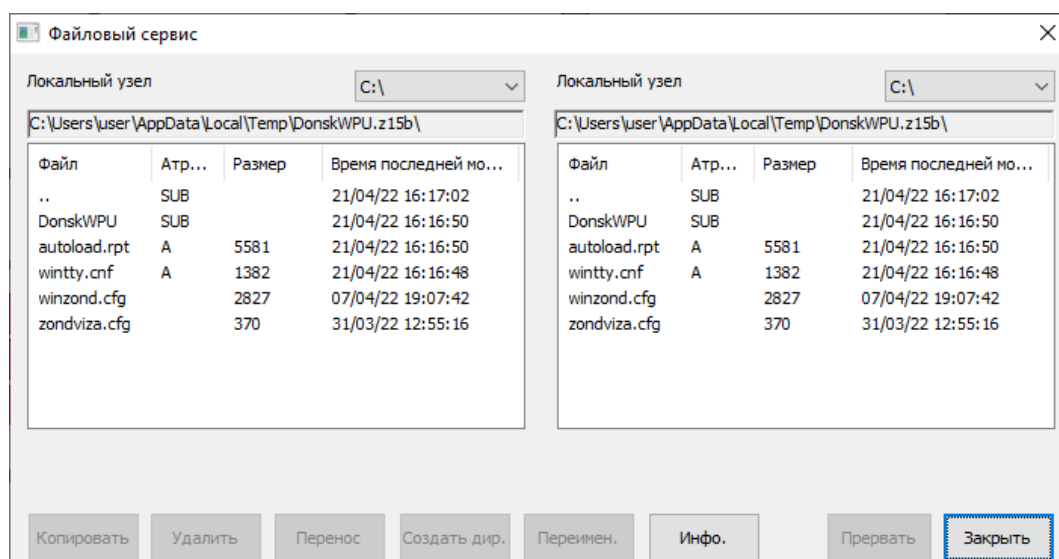 Файловый сервис
Локальный узел C:\ Локальный узел C:\
C:\Users\user\AppData\Local\Temp\DonskWPU.z15b\ C:\Users\user\AppData\Local\Temp\DonskWPU.z15b\
Файл Атр... Размер Время последней мо... Файл Атр... Размер Время последней мо...
.. SUB 21/04/22 16:17:02 .. SUB 21/04/22 16:17:02
DonskWPU SUB 21/04/22 16:16:50 DonskWPU SUB 21/04/22 16:16:50
autoload.rpt A 5581 21/04/22 16:16:50 autoload.rpt A 5581 21/04/22 16:16:50
wintty.cnf A 1382 21/04/22 16:16:48 wintty.cnf A 1382 21/04/22 16:16:48
winzond.cfg 2827 07/04/22 19:07:42 winzond.cfg 2827 07/04/22 19:07:42
zondviza.cfg 370 31/03/22 12:55:16 zondviza.cfg 370 31/03/22 12:55:16
Копировать Удалить Перенос Создать дир. Переимен. Инфо. Прервать Закрыть